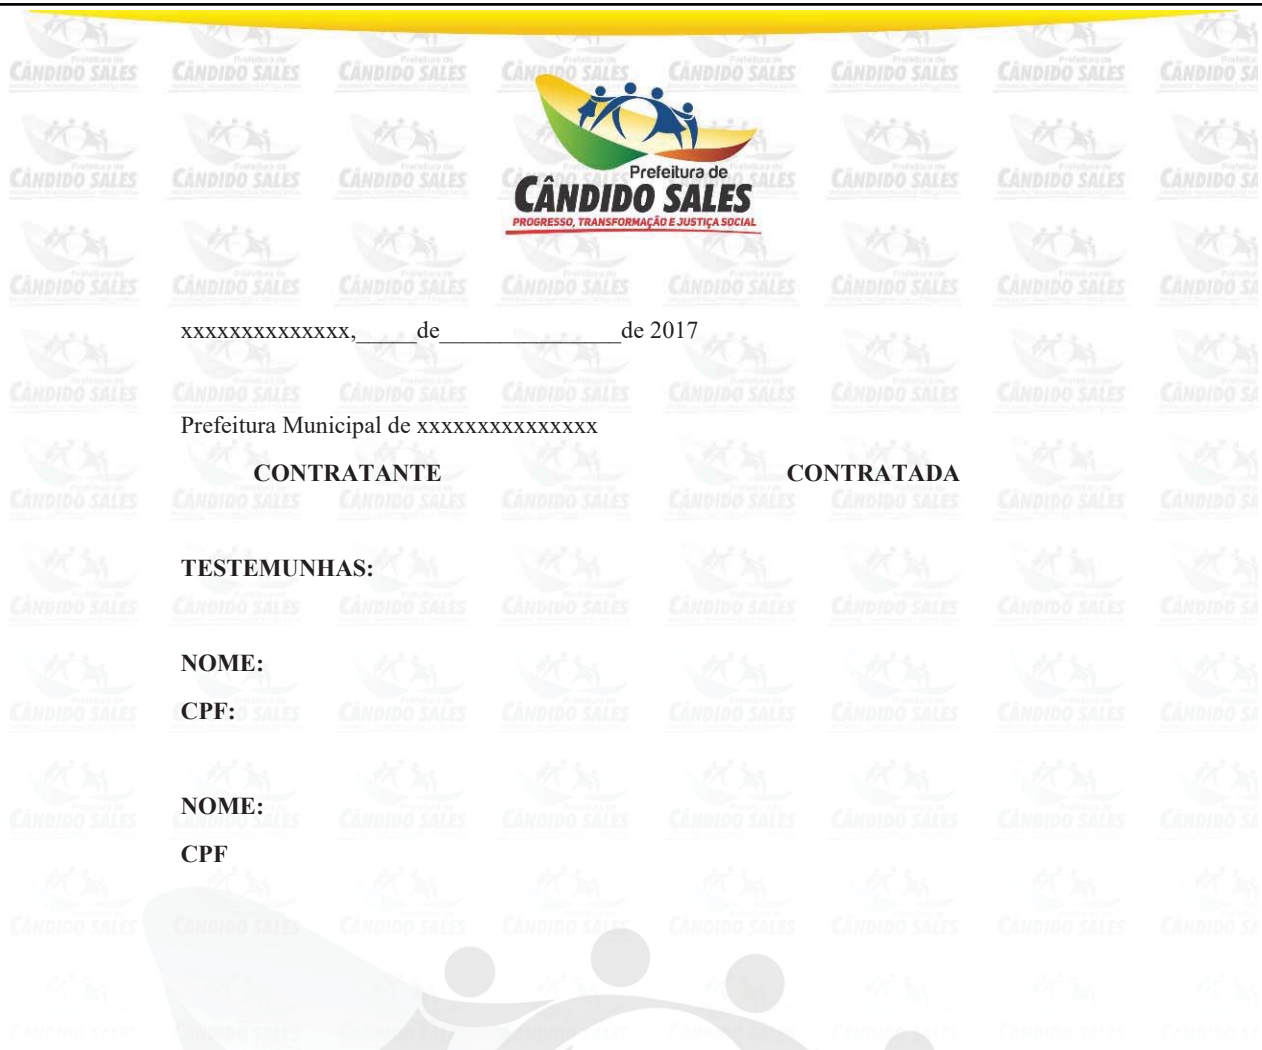 Prefeitura de
CÂNDIDO SALES
PROGRESSO, TRANSFORMAÇÃO E JUSTIÇA SOCIAL
xxxxxxxxxxxxxx,_____de_______________de 2017
Prefeitura Municipal de xxxxxxxxxxxxxxx
CONTRATANTE CONTRATADA
TESTEMUNHAS:
NOME:
CPF:
NOME:
CPF